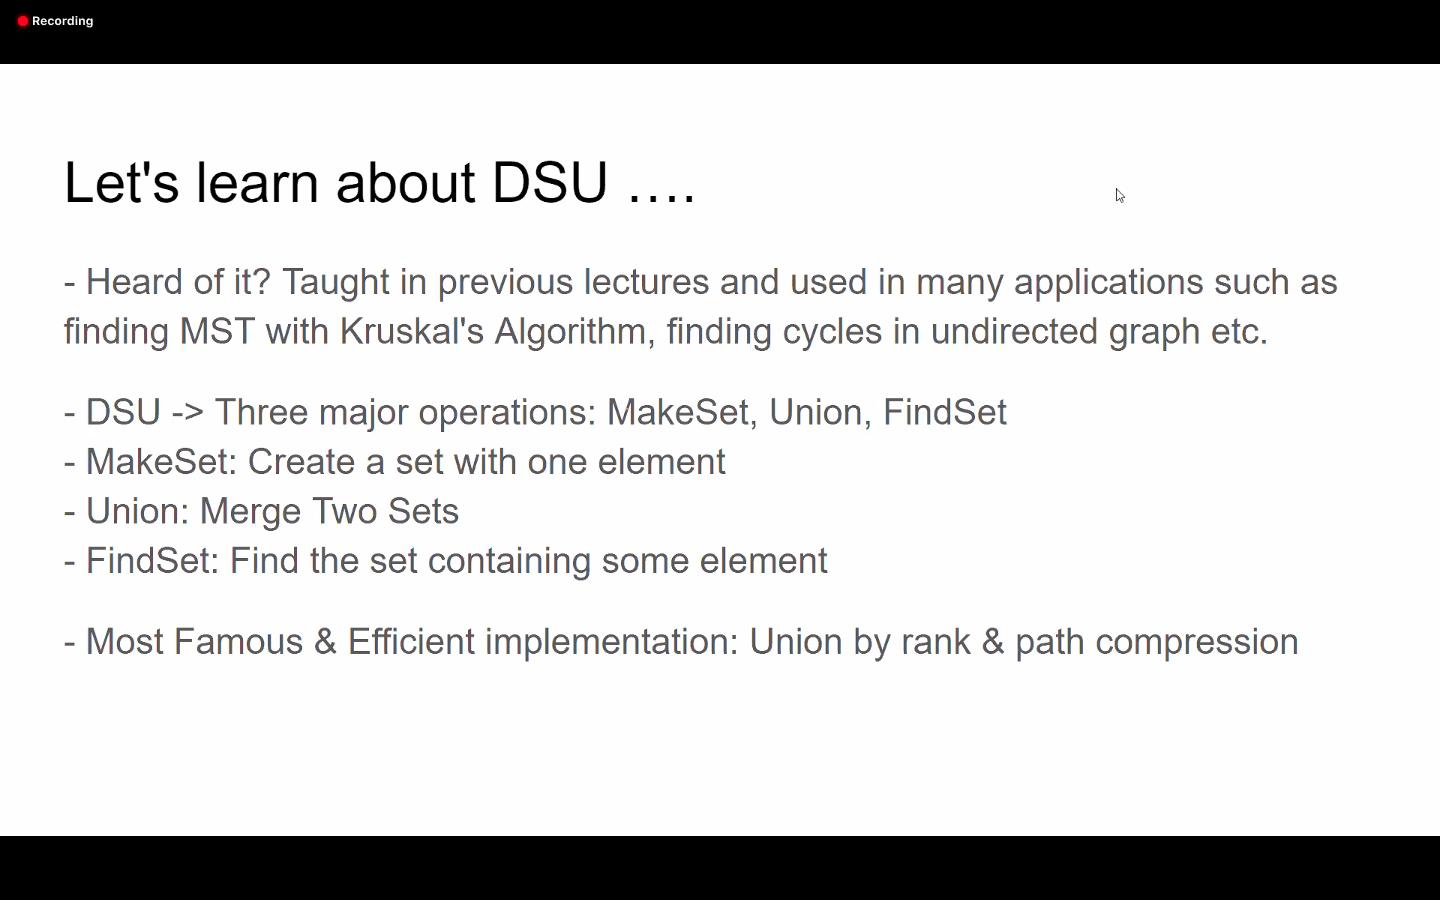 Recording
Let's learn about DSU ....
- Heard of it? Taught in previous lectures and used in many applications such as
finding MST with Kruskal's Algorithm, finding cycles in undirected graph etc.
- DSU -> Three major operations: MakeSet, Union, FindSet
- MakeSet: Create a set with one element
- Union: Merge Two Sets
- FindSet: Find the set containing some element
- Most Famous & Efficient implementation: Union by rank & path compression